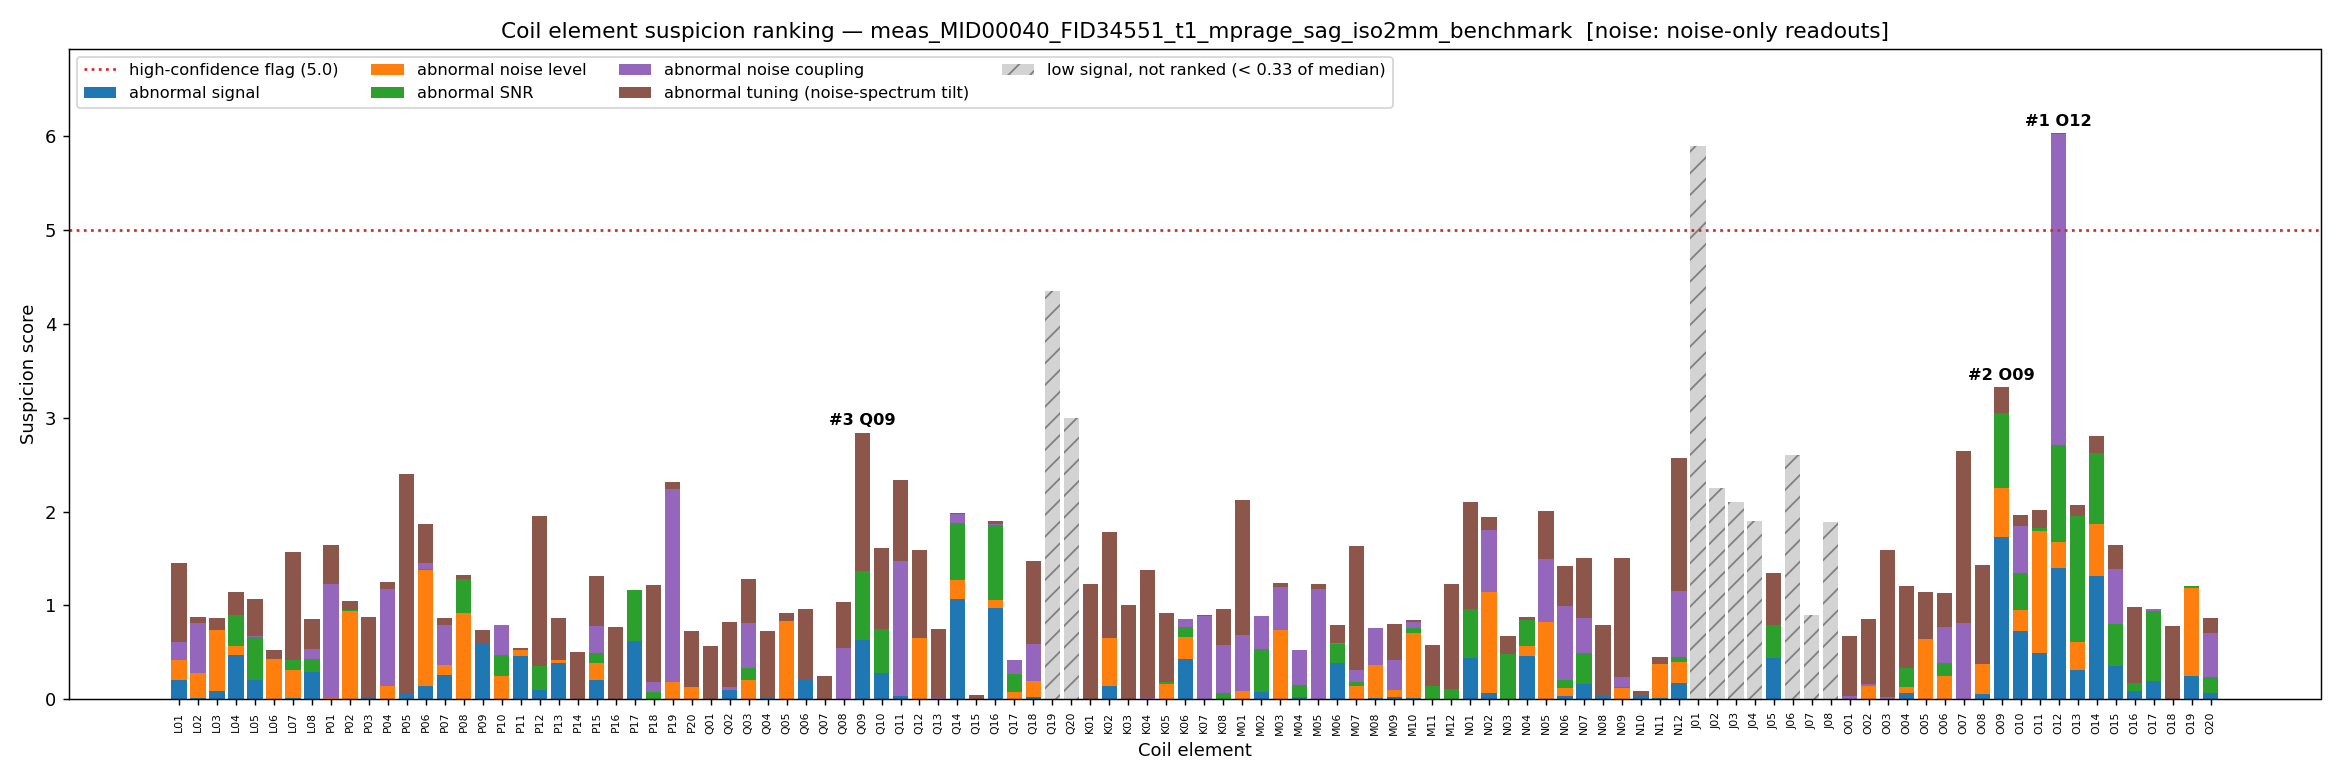 Coil element suspicion ranking — meas_MID00040_FID34551_t1_mprage_sag_iso2mm_benchmark  [noise: noise-only readouts]
high-confidence flag (5.0)
abnormal signal
abnormal noise level
abnormal SNR
abnormal noise coupling
abnormal tuning (noise-spectrum tilt)
low signal, not ranked (< 0.33 of median)
Suspicion score
6
5
4
3
2
1
0
#1 O12
#2 O09
#3 Q09
L01 L02 L03 L04 L05 L06 L07 L08 P01 P02 P03 P04 P05 P06 P07 P08 P09 P10 P11 P12 P13 P14 P15 P16 P17 P18 P19 P20 Q01 Q02 Q03 Q04 Q05 Q06 Q07 Q08 Q09 Q10 Q11 Q12 Q13 Q14 Q15 Q16 Q17 Q18 Q19 Q20 K01 K02 K03 K04 K05 K06 K07 K08 M01 M02 M03 M04 M05 M06 M07 M08 M09 M10 M11 M12 N01 N02 N03 N04 N05 N06 N07 N08 N09 N10 N11 N12 J01 J02 J03 J04 J05 J06 J07 J08 O01 O02 O03 O04 O05 O06 O07 O08 O09 O10 O11 O12 O13 O14 O15 O16 O17 O18 O19 O20
Coil element